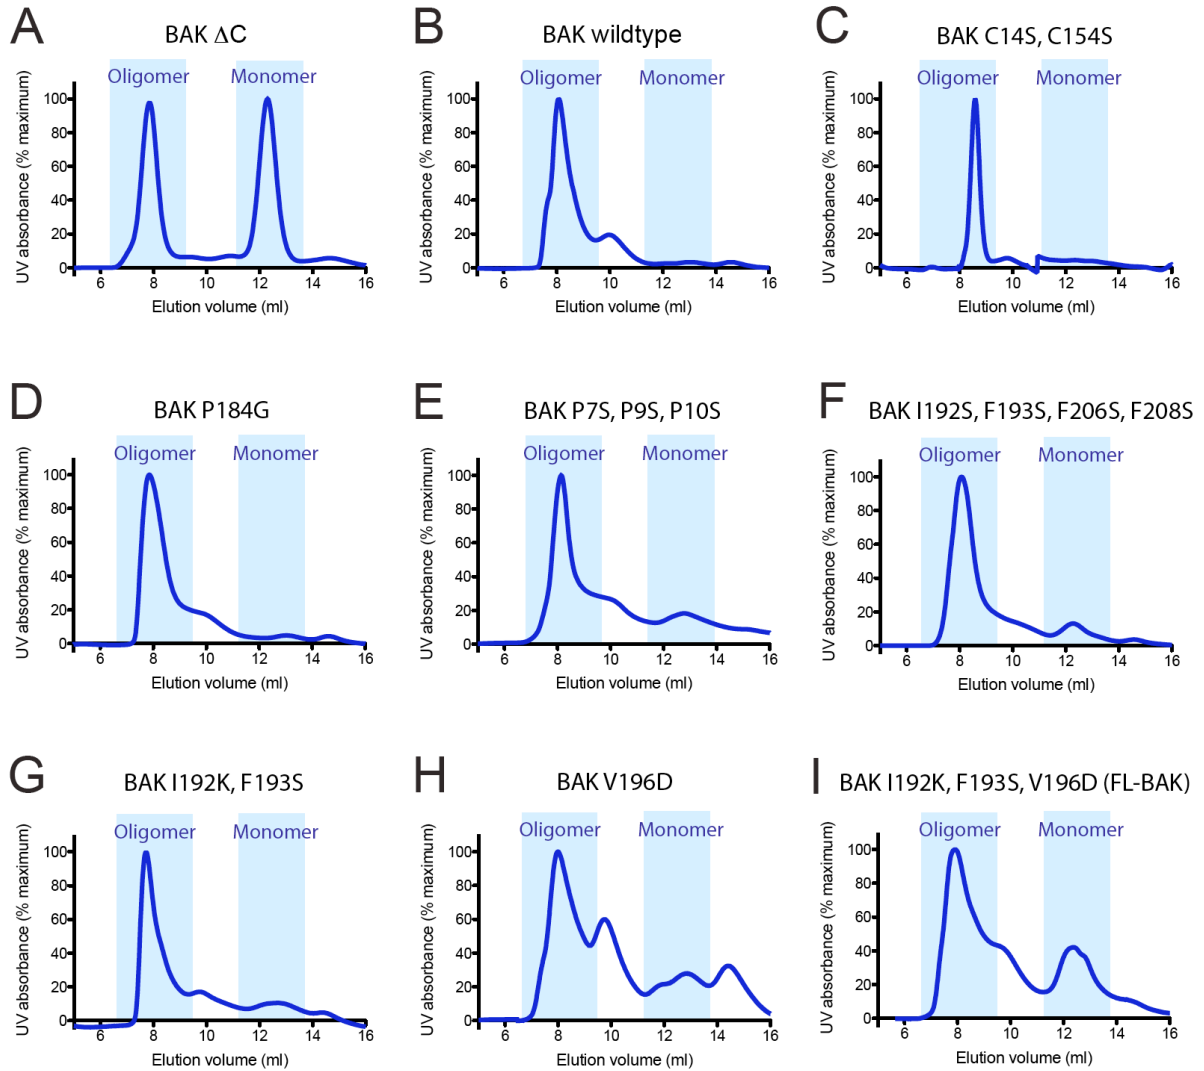 A
BAK ΔC
Oligomer Monomer
UV absorbance (% maximum)
100
80
60
40
20
0
6 8 10 12 14 16
Elution volume (ml)
B
BAK wildtype
Oligomer Monomer
UV absorbance (% maximum)
100
80
60
40
20
0
6 8 10 12 14 16
Elution volume (ml)
C
BAK C14S, C154S
Oligomer Monomer
UV absorbance (% maximum)
100
80
60
40
20
0
6 8 10 12 14 16
Elution volume (ml)
D
BAK P184G
Oligomer Monomer
UV absorbance (% maximum)
100
80
60
40
20
0
6 8 10 12 14 16
Elution volume (ml)
E
BAK P7S, P9S, P10S
Oligomer Monomer
UV absorbance (% maximum)
100
80
60
40
20
0
6 8 10 12 14 16
Elution volume (ml)
F
BAK I192S, F193S, F206S, F208S
Oligomer Monomer
UV absorbance (% maximum)
100
80
60
40
20
0
6 8 10 12 14 16
Elution volume (ml)
G
BAK I192K, F193S
Oligomer Monomer
UV absorbance (% maximum)
100
80
60
40
20
0
6 8 10 12 14 16
Elution volume (ml)
H
BAK V196D
Oligomer Monomer
UV absorbance (% maximum)
100
80
60
40
20
0
6 8 10 12 14 16
Elution volume (ml)
I
BAK I192K, F193S, V196D (FL-BAK)
Oligomer Monomer
UV absorbance (% maximum)
100
80
60
40
20
0
6 8 10 12 14 16
Elution volume (ml)